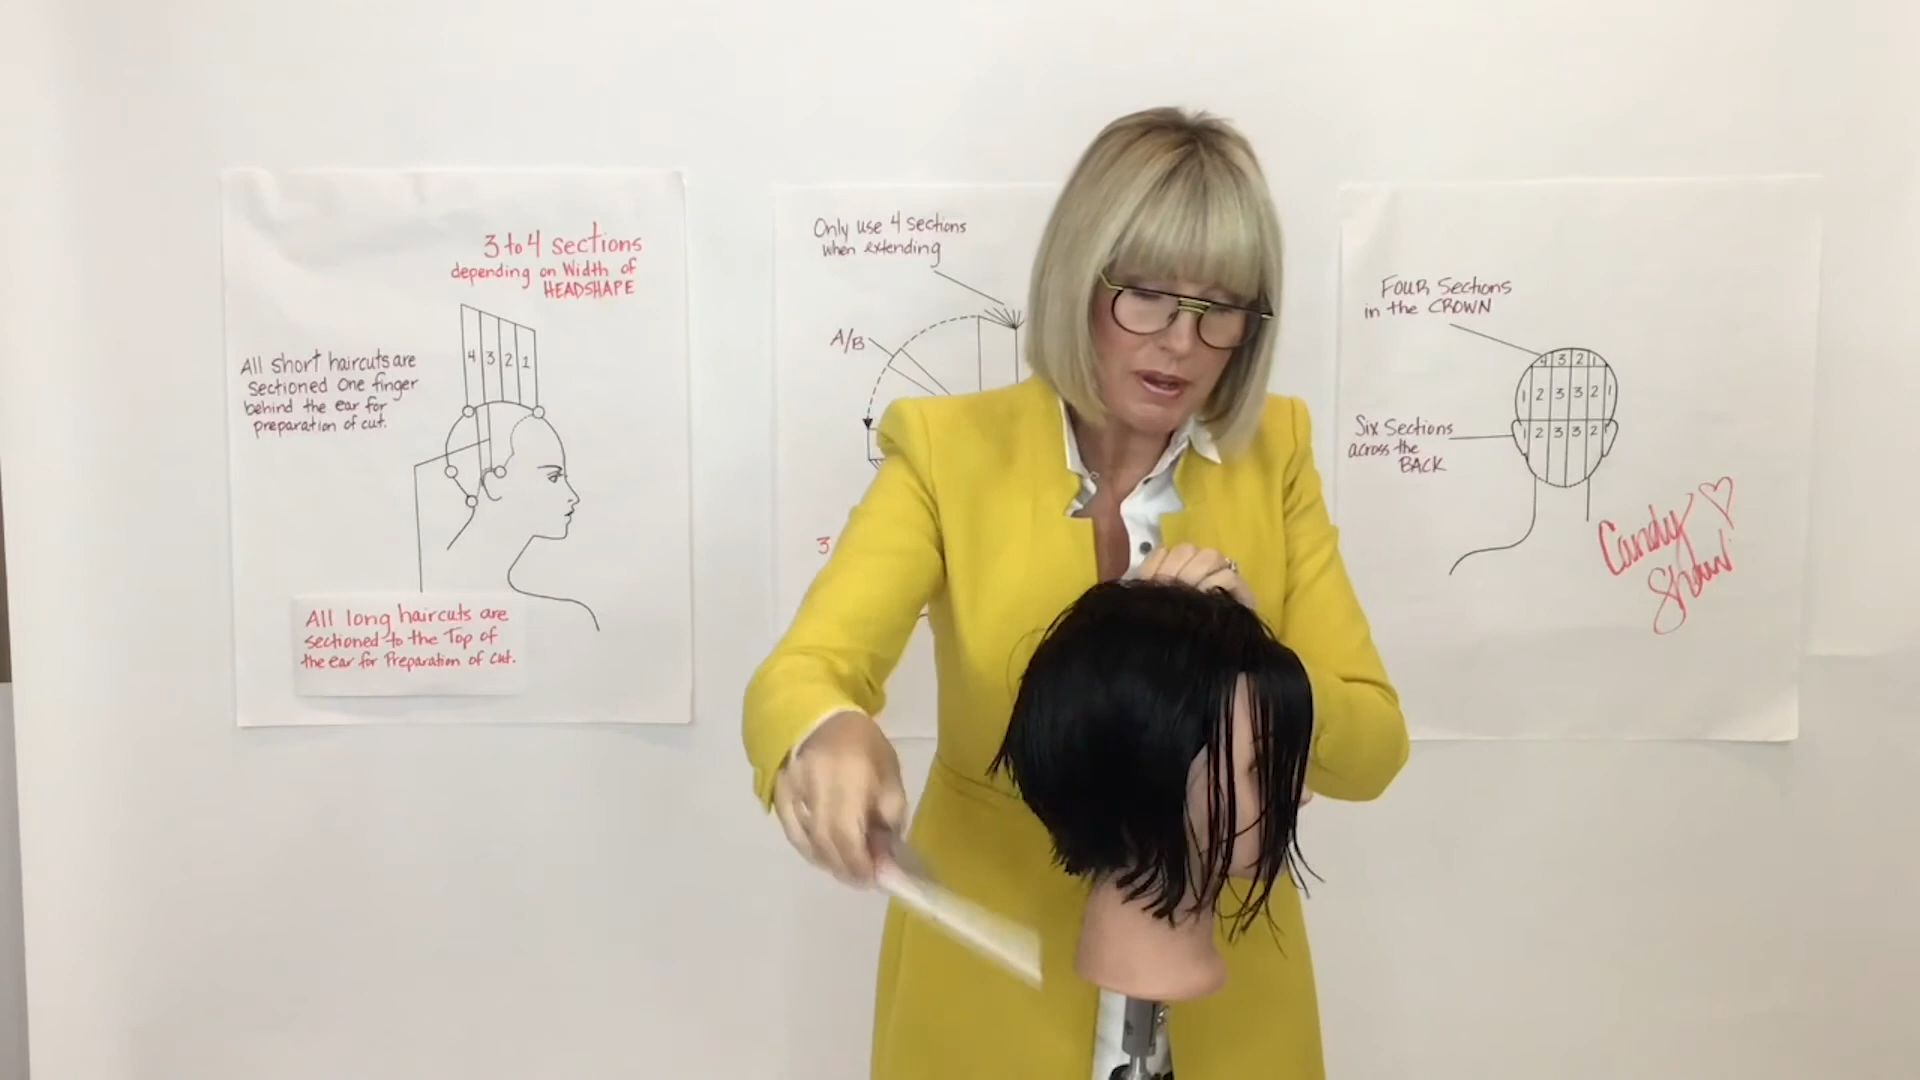 3 to 4 sections
depending on Width of
HEADSHAPE
4 3 2 1
All short haircuts are
sectioned one finger
behind the ear for
preparation of cut.
All long haircuts are
sectioned to the Top of
the ear for Preparation of cut.
Only use 4 sections
when extending
A/B
3
FOUR Sections
in the CROWN
4 3 2 1
1 2 3 3 2 1
Six Sections
across the
BACK
1 2 3 3 2 1
Candy
Shaw